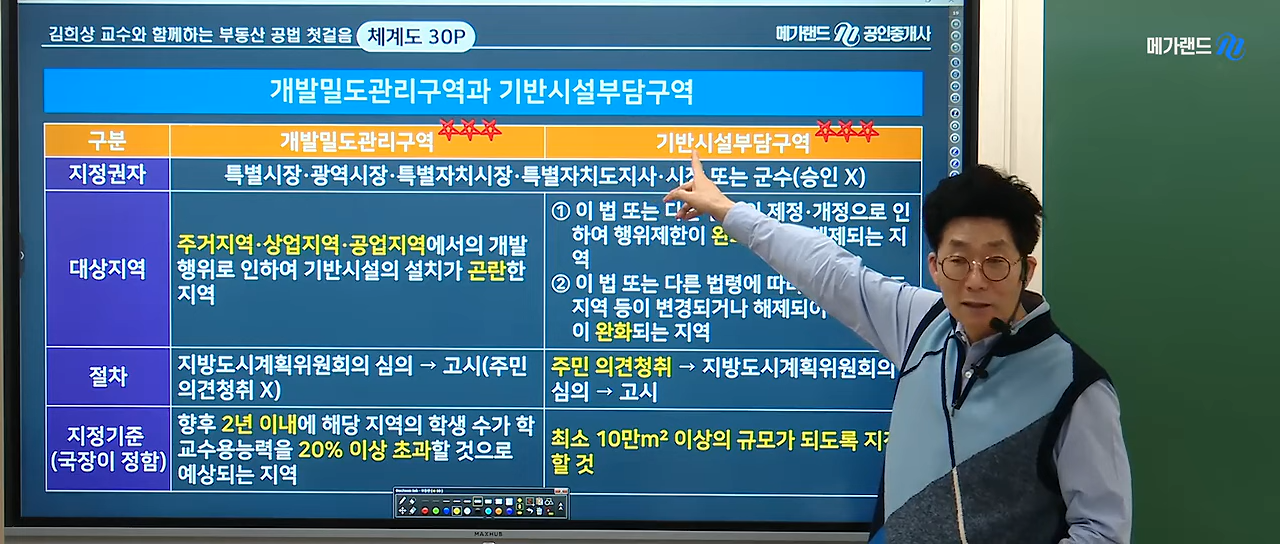 김희상 교수와 함께하는 부동산 공법 첫걸음 체계도 30P
메가랜드 공인중개사
메가랜드
개발밀도관리구역과 기반시설부담구역
구분 개발밀도관리구역 기반시설부담구역
지정권자 특별시장·광역시장·특별자치시장·특별자치도지사·시장 또는 군수(승인 X)
대상지역
주거지역·상업지역·공업지역에서의 개발
행위로 인하여 기반시설의 설치가 곤란한
지역
① 이 법 또는 제정·개정으로 인
하여 행위제한이 해제되는 지
역
② 이 법 또는 다른 법령에
지역 등이 변경되거나
이 완화되는 지역
절차
지방도시계획위원회의 심의 → 고시(주민
의견청취 X)
주민 의견청취 → 지방도시계획위원회의
심의 → 고시
지정기준
(국장이 정함)
향후 2년 이내에 해당 지역의 학생 수가 학
교수용능력을 20% 이상 초과할 것으로
예상되는 지역
최소 10만m² 이상의 규모가 되도록
할 것
MAXHUB